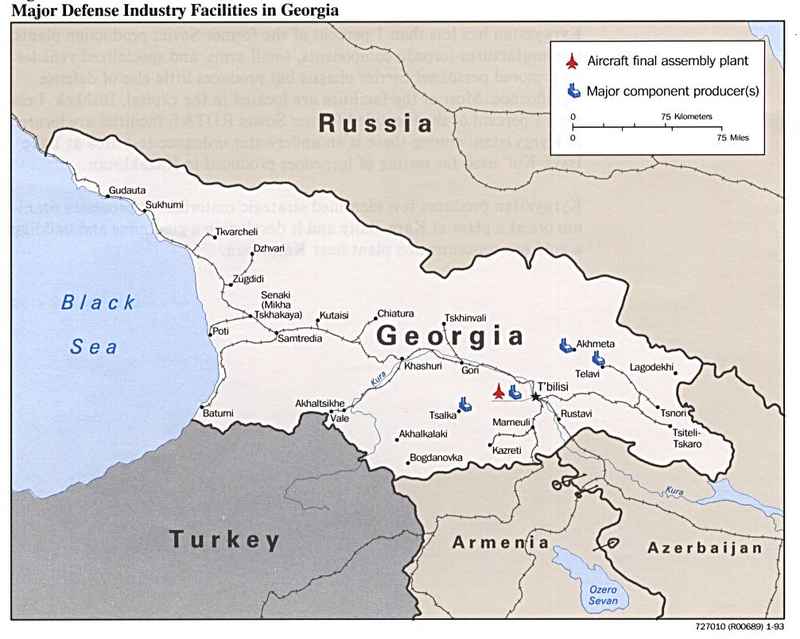 Major Defense Industry Facilities in Georgia
Aircraft final assembly plant
Major component producer(s)
0 75 Kilometers
0 75 Miles
Russia
Gudauta
Sukhumi
Tkvarcheli
Dzhvari
Zugdidi
Senaki
(Mikha
Tskhakaya)
Kutaisi
Chiatura
Tskhinvali
Black
Sea
Georgia
Poti
Samtredia
Khashuri
Gori
Akhmeta
Telavi
Lagodekhi
Kura
T'bilisi
Batumi
Akhaltsikhe
Vale
Tsalka
Marneuli
Rustavi
Tsnori
Tsiteli-
Tskaro
Akhalkalaki
Kazreti
Bogdanovka
Kura
Turkey
Armenia
Azerbaijan
Ozero
Sevan
727010 (R00689) 1-93